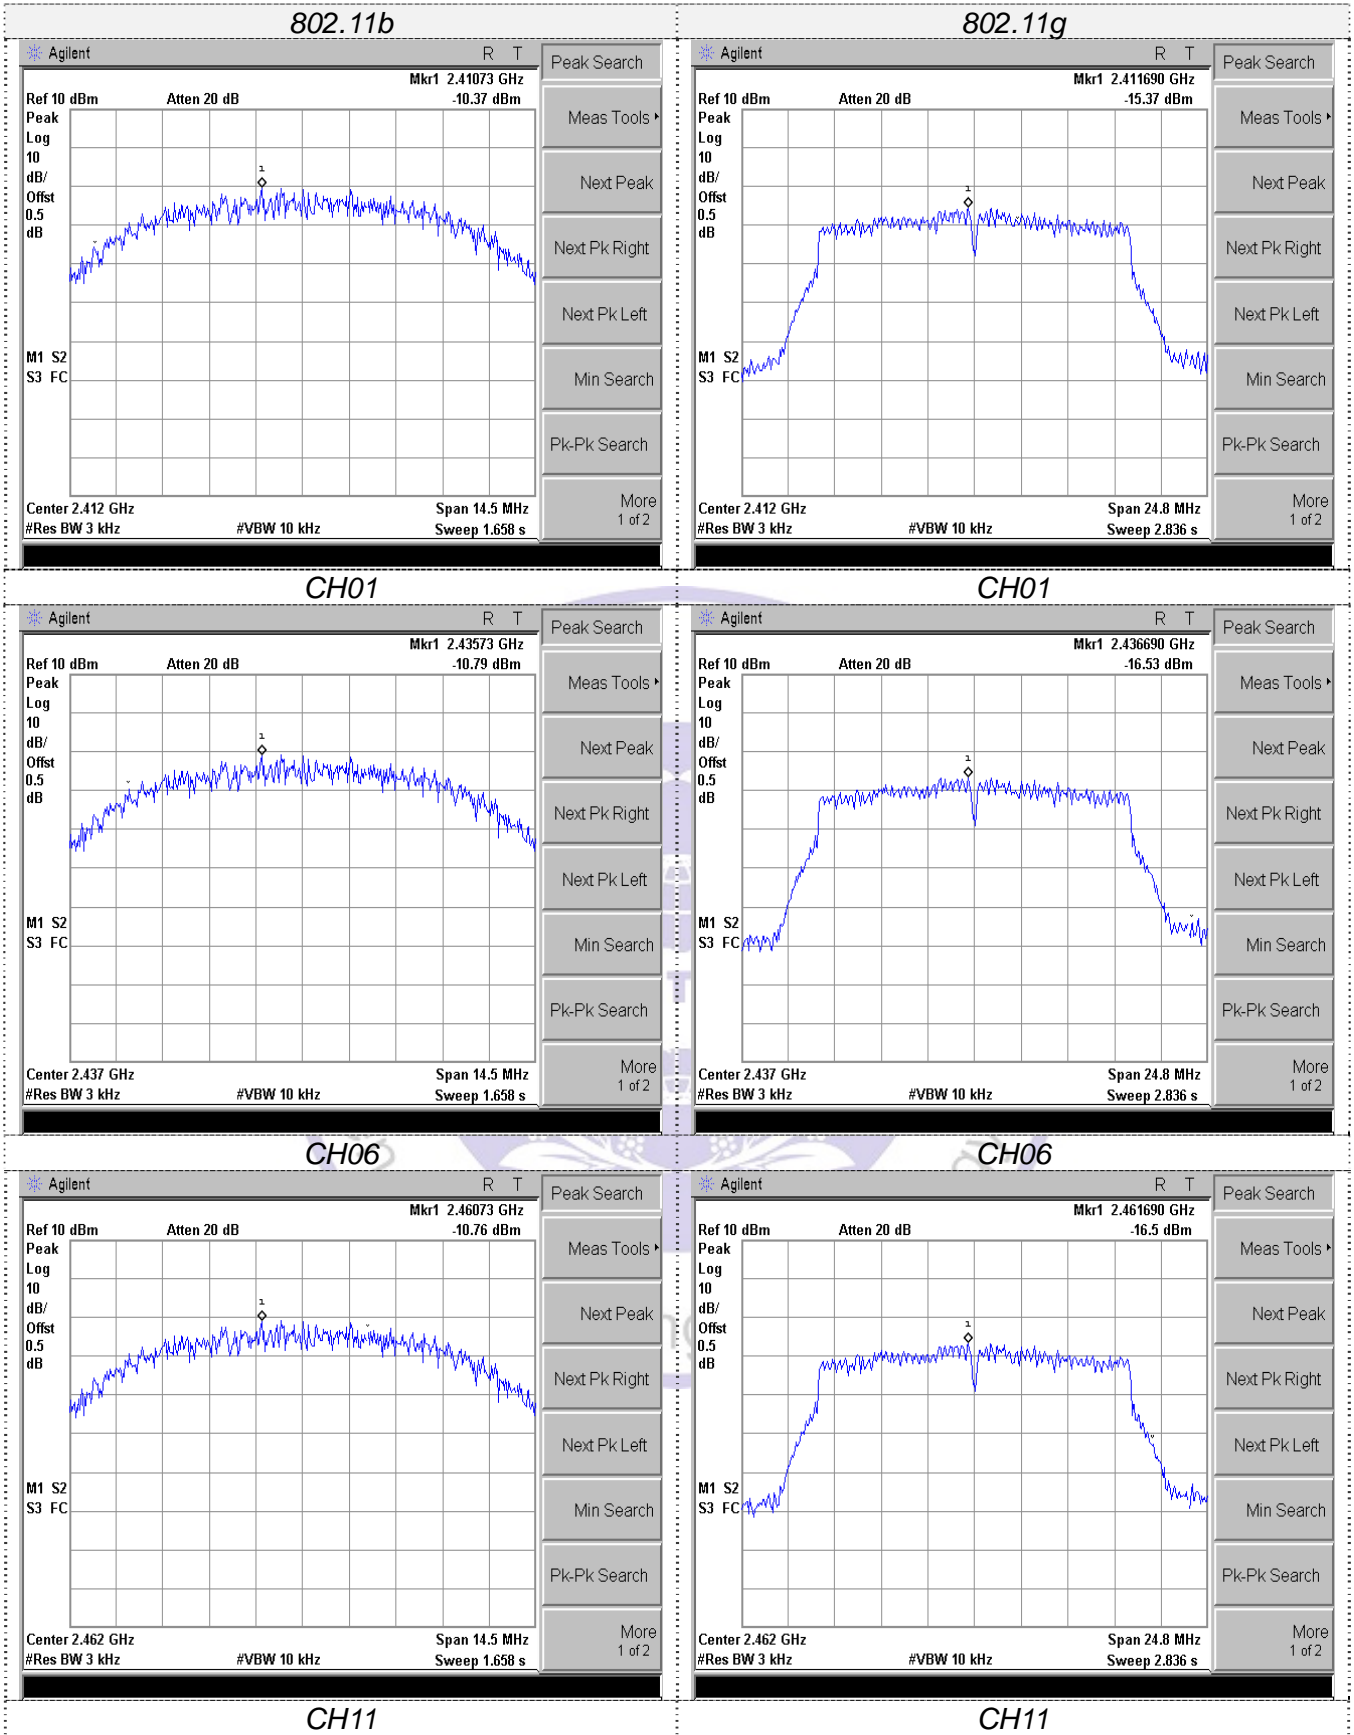 802.11b
802.11g
Agilent R T
Peak Search
Mkr1 2.41073 GHz
Ref 10 dBm Atten 20 dB -10.37 dBm
Peak
Log
10
dB/
Offst
0.5
dB
M1 S2
S3 FC
1
Center 2.412 GHz Span 14.5 MHz
#Res BW 3 kHz #VBW 10 kHz Sweep 1.658 s
Meas Tools
Next Peak
Next Pk Right
Next Pk Left
Min Search
Pk-Pk Search
More
1 of 2
Agilent R T
Peak Search
Mkr1 2.411690 GHz
Ref 10 dBm Atten 20 dB -15.37 dBm
Peak
Log
10
dB/
Offst
0.5
dB
M1 S2
S3 FC
1
Center 2.412 GHz Span 24.8 MHz
#Res BW 3 kHz #VBW 10 kHz Sweep 2.836 s
Meas Tools
Next Peak
Next Pk Right
Next Pk Left
Min Search
Pk-Pk Search
More
1 of 2
CH01
CH01
Agilent R T
Peak Search
Mkr1 2.43573 GHz
Ref 10 dBm Atten 20 dB -10.79 dBm
Peak
Log
10
dB/
Offst
0.5
dB
M1 S2
S3 FC
1
Center 2.437 GHz Span 14.5 MHz
#Res BW 3 kHz #VBW 10 kHz Sweep 1.658 s
Meas Tools
Next Peak
Next Pk Right
Next Pk Left
Min Search
Pk-Pk Search
More
1 of 2
Agilent R T
Peak Search
Mkr1 2.436690 GHz
Ref 10 dBm Atten 20 dB -16.53 dBm
Peak
Log
10
dB/
Offst
0.5
dB
M1 S2
S3 FC
1
Center 2.437 GHz Span 24.8 MHz
#Res BW 3 kHz #VBW 10 kHz Sweep 2.836 s
Meas Tools
Next Peak
Next Pk Right
Next Pk Left
Min Search
Pk-Pk Search
More
1 of 2
CH06
CH06
Agilent R T
Peak Search
Mkr1 2.46073 GHz
Ref 10 dBm Atten 20 dB -10.76 dBm
Peak
Log
10
dB/
Offst
0.5
dB
M1 S2
S3 FC
1
Center 2.462 GHz Span 14.5 MHz
#Res BW 3 kHz #VBW 10 kHz Sweep 1.658 s
Meas Tools
Next Peak
Next Pk Right
Next Pk Left
Min Search
Pk-Pk Search
More
1 of 2
Agilent R T
Peak Search
Mkr1 2.461690 GHz
Ref 10 dBm Atten 20 dB -16.5 dBm
Peak
Log
10
dB/
Offst
0.5
dB
M1 S2
S3 FC
1
Center 2.462 GHz Span 24.8 MHz
#Res BW 3 kHz #VBW 10 kHz Sweep 2.836 s
Meas Tools
Next Peak
Next Pk Right
Next Pk Left
Min Search
Pk-Pk Search
More
1 of 2
CH11
CH11